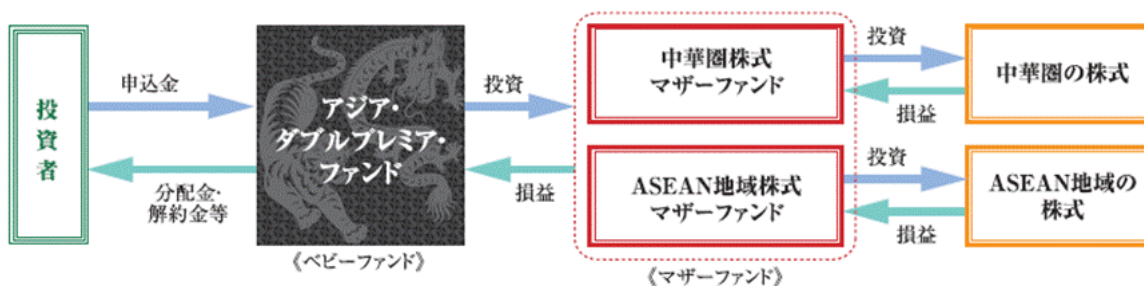 投資者
申込金
分配金・
解約金等
アジア・
ダブルプレミア・
ファンド
《ベビーファンド》
投資
損益
中華圏株式
マザーファンド
ASEAN地域株式
マザーファンド
《マザーファンド》
投資
損益
投資
損益
中華圏の株式
ASEAN地域の
株式